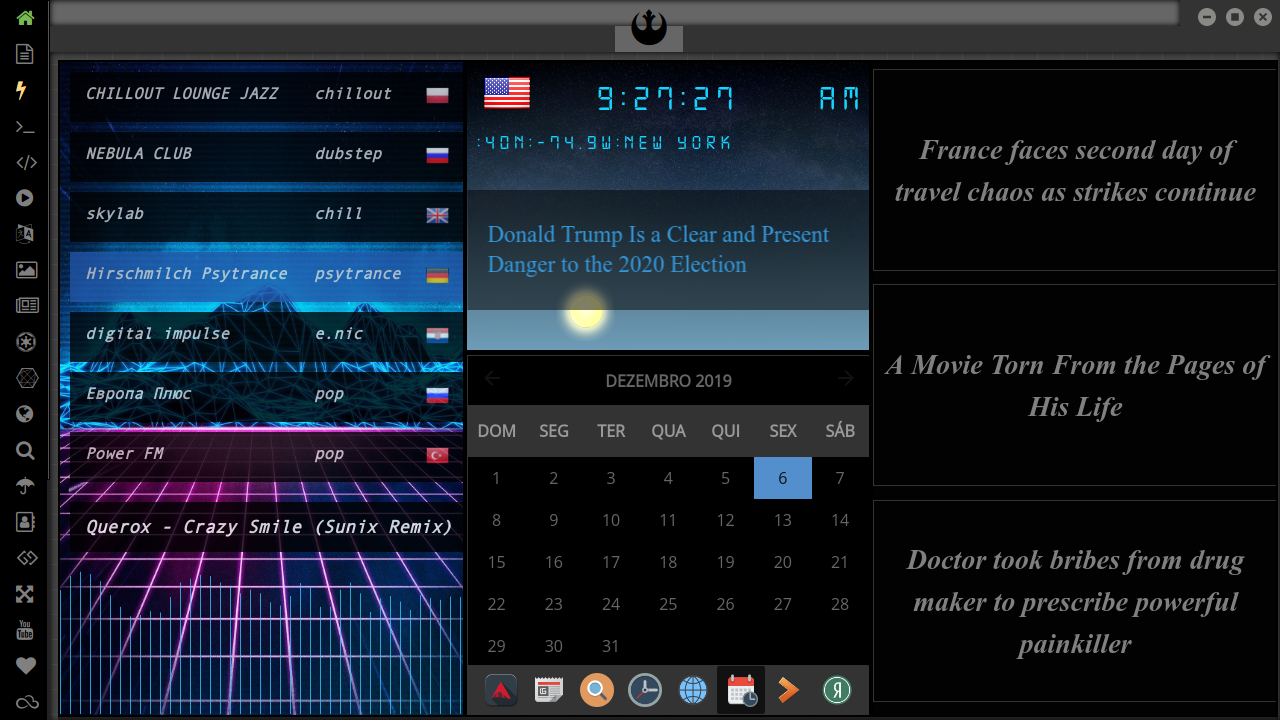 CHILLOUT LOUNGE JAZZ chillout
NEBULA CLUB dubstep
skylab chill
Hirschmilch Psytrance psytrance
digital impulse e.nic
Европа Плюс pop
Power FM pop
Querox - Crazy Smile (Sunix Remix)
9:27:27 AM
:40N:-74.9W:NEW YORK
Donald Trump Is a Clear and Present
Danger to the 2020 Election
DEZEMBRO 2019
DOM SEG TER QUA QUI SEX SÁB
1 2 3 4 5 6 7
8 9 10 11 12 13 14
15 16 17 18 19 20 21
22 23 24 25 26 27 28
29 30 31
France faces second day of
travel chaos as strikes continue
A Movie Torn From the Pages of
His Life
Doctor took bribes from drug
maker to prescribe powerful
painkiller
You
Tube
Я